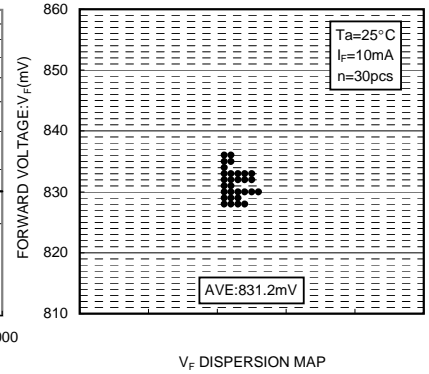 860
850
840
830
820
810
FORWARD VOLTAGE:VF(mV)
Ta=25°C
IF=10mA
n=30pcs
AVE:831.2mV
000
VF DISPERSION MAP